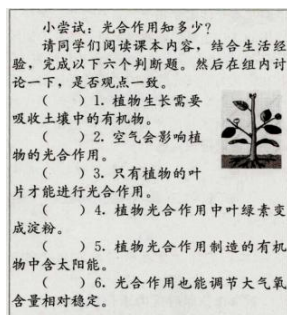 小尝试：光合作用知多少？
请同学们阅读课本内容，结合生活经
验，完成以下六个判断题。然后在组内讨
论一下，是否观点一致。
（　　）1. 植物生长需要
吸收土壤中的有机物。
（　　）2. 空气会影响植
物的光合作用。
（　　）3. 只有植物的叶
片才能进行光合作用。
（　　）4. 植物光合作用中叶绿素变
成淀粉。
（　　）5. 植物光合作用制造的有机
物中含太阳能。
（　　）6. 光合作用也能调节大气氧
含量相对稳定。